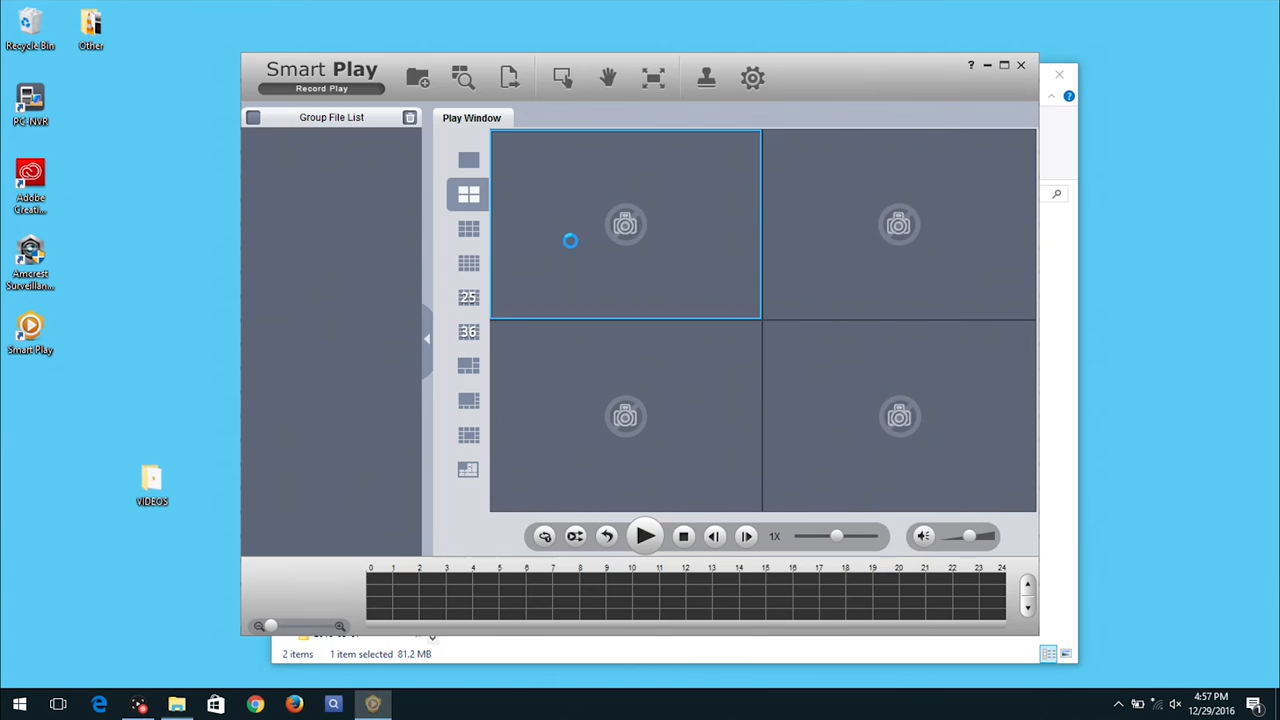 Recycle Bin
Other
PC-NVR
Adobe
Creati...
Amcrest
Surveillan...
Smart Play
VIDEOS
Smart Play
Record Play
?
Group File List
Play Window
25
36
1X
0 1 2 3 4 5 6 7 8 9 10 11 12 13 14 15 16 17 18 19 20 21 22 23 24
2 items 1 item selected 81.2 MB
4:57 PM
12/29/2016
1